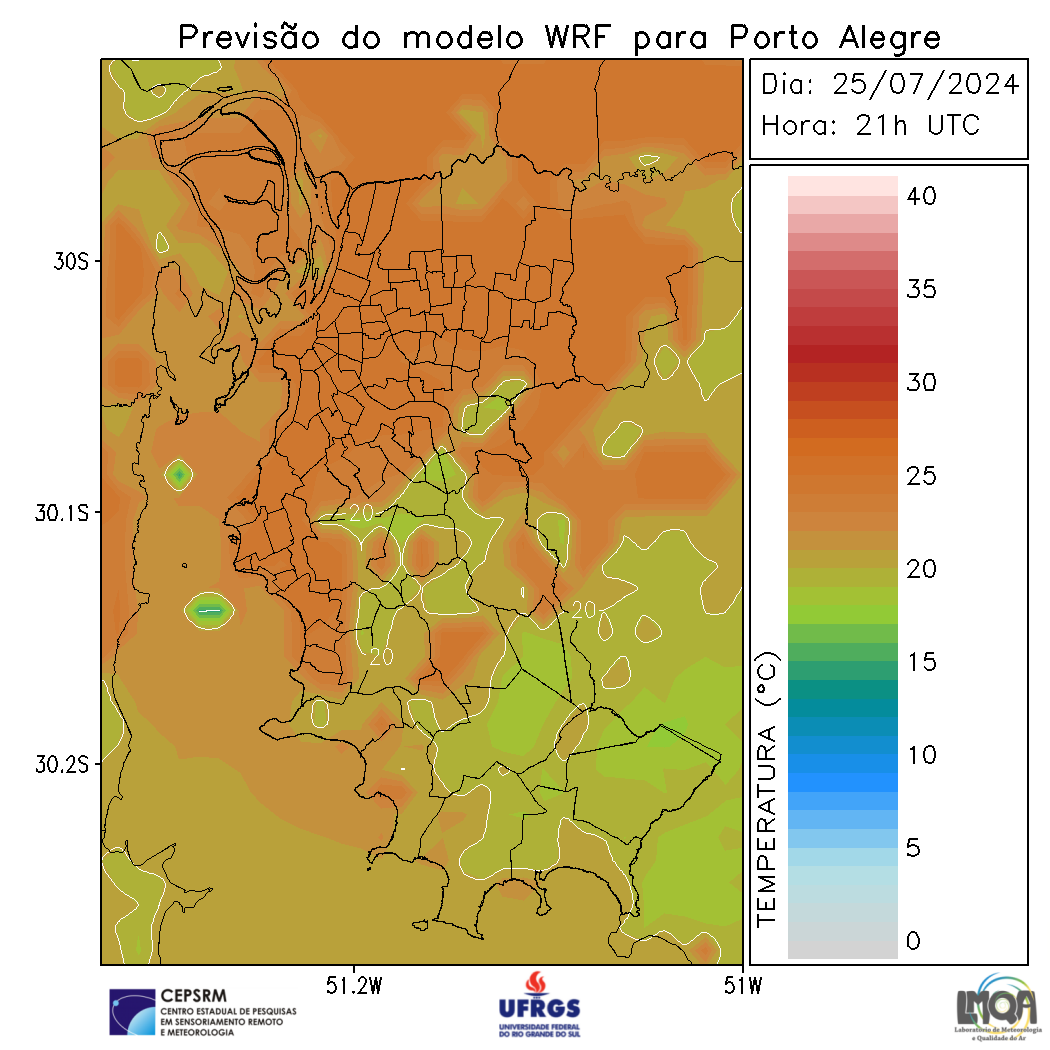 Previsão do modelo WRF para Porto Alegre
Dia: 25/07/2024
Hora: 21h UTC
40
35
30
25
20
15
10
5
0
TEMPERATURA (°C)
30S
30.1S
30.2S
20
20
20
51.2W
51W
CEPSRM
CENTRO ESTADUAL DE PESQUISAS
EM SENSORIAMENTO REMOTO
E METEOROLOGIA
UFRGS
UNIVERSIDADE FEDERAL
DO RIO GRANDE DO SUL
LMQA
Laboratório de Meteorologia
e Qualidade do Ar